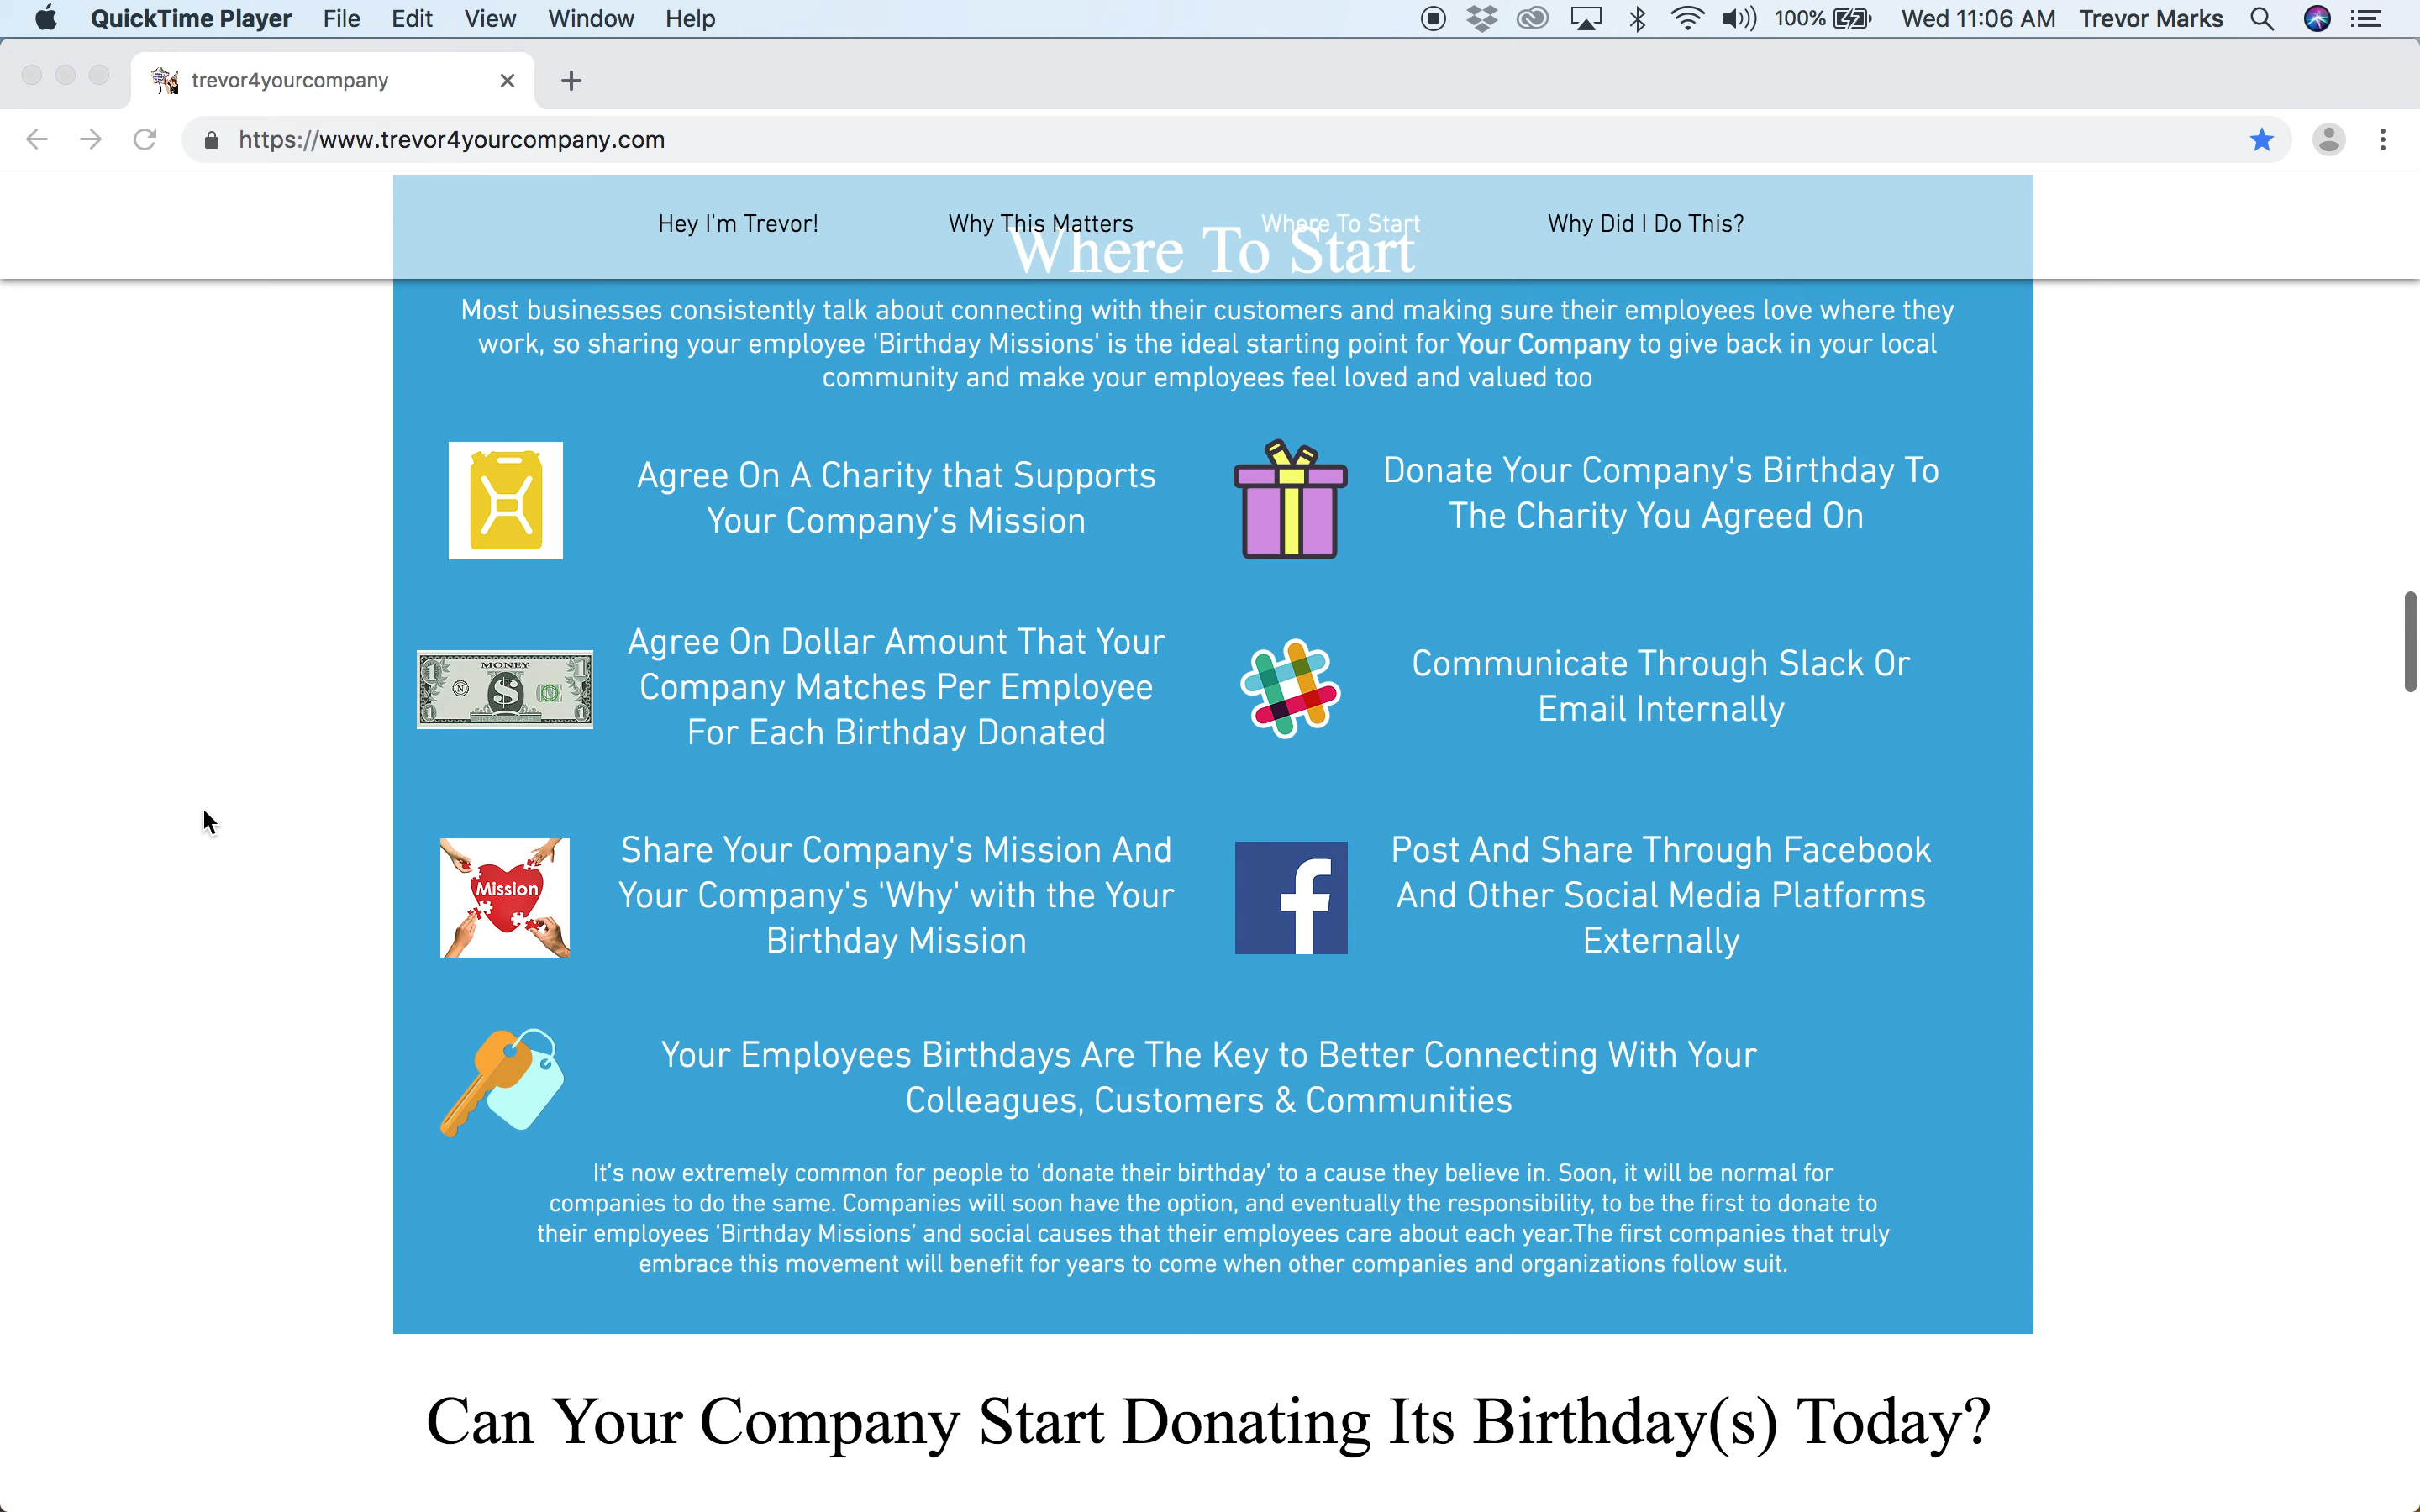 QuickTime Player File Edit View Window Help 100% Wed 11:06 AM Trevor Marks
trevor4yourcompany
https://www.trevor4yourcompany.com
Hey I'm Trevor! Why This Matters Where To Start Why Did I Do This?
Where To Start
Most businesses consistently talk about connecting with their customers and making sure their employees love where they
work, so sharing your employee 'Birthday Missions' is the ideal starting point for Your Company to give back in your local
community and make your employees feel loved and valued too
Agree On A Charity that Supports
Your Company’s Mission
Donate Your Company's Birthday To
The Charity You Agreed On
MONEY
1 1
N $
1 1
Agree On Dollar Amount That Your
Company Matches Per Employee
For Each Birthday Donated
Communicate Through Slack Or
Email Internally
Mission
Share Your Company's Mission And
Your Company's 'Why' with the Your
Birthday Mission
f
Post And Share Through Facebook
And Other Social Media Platforms
Externally
Your Employees Birthdays Are The Key to Better Connecting With Your
Colleagues, Customers & Communities
It’s now extremely common for people to ‘donate their birthday’ to a cause they believe in. Soon, it will be normal for
companies to do the same. Companies will soon have the option, and eventually the responsibility, to be the first to donate to
their employees ‘Birthday Missions’ and social causes that their employees care about each year.The first companies that truly
embrace this movement will benefit for years to come when other companies and organizations follow suit.
Can Your Company Start Donating Its Birthday(s) Today?